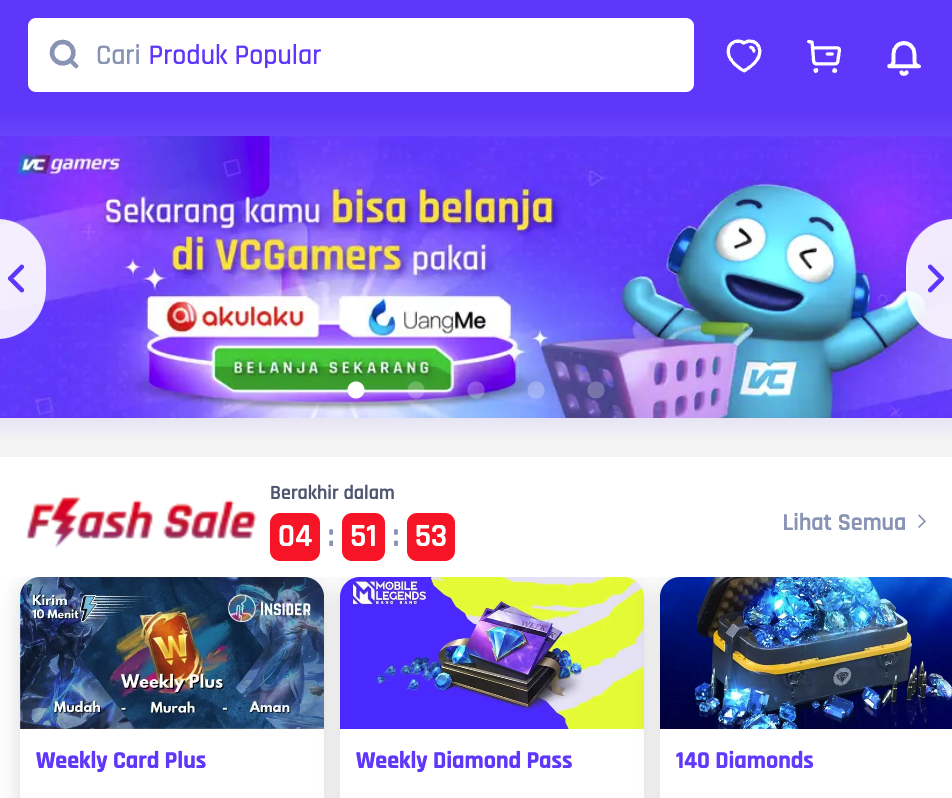 Cari Produk Popular
VC gamers
Sekarang kamu bisa belanja
di VCGamers pakai
akulaku
UangMe
BELANJA SEKARANG
VC
Flash Sale
Berakhir dalam
04 : 51 : 53
Lihat Semua
Kirim
10 Menit
INSIDER
W
Weekly Plus
Mudah - Murah - Aman
MOBILE
LEGENDS
BANG BANG
Weekly Card Plus
Weekly Diamond Pass
140 Diamonds